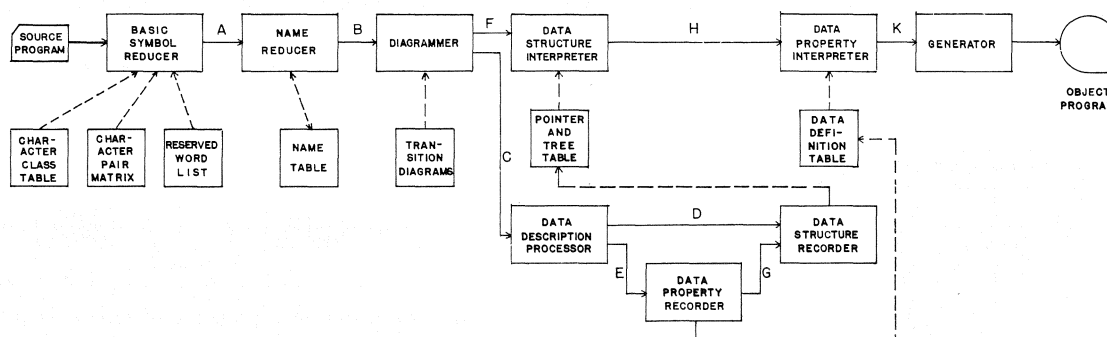 SOURCE
PROGRAM
BASIC
SYMBOL
REDUCER
A
NAME
REDUCER
B
DIAGRAMMER
F
DATA
STRUCTURE
INTERPRETER
H
DATA
PROPERTY
INTERPRETER
K
GENERATOR
OBJECT
PROGRA
CHAR-
ACTER
CLASS
TABLE
CHAR-
ACTER
PAIR
MATRIX
RESERVED
WORD
LIST
NAME
TABLE
TRAN-
SITION
DIAGRAMS
C
POINTER
AND
TREE
TABLE
DATA
DEFI-
NITION
TABLE
DATA
DESCRIPTION
PROCESSOR
D
DATA
STRUCTURE
RECORDER
E
DATA
PROPERTY
RECORDER
G